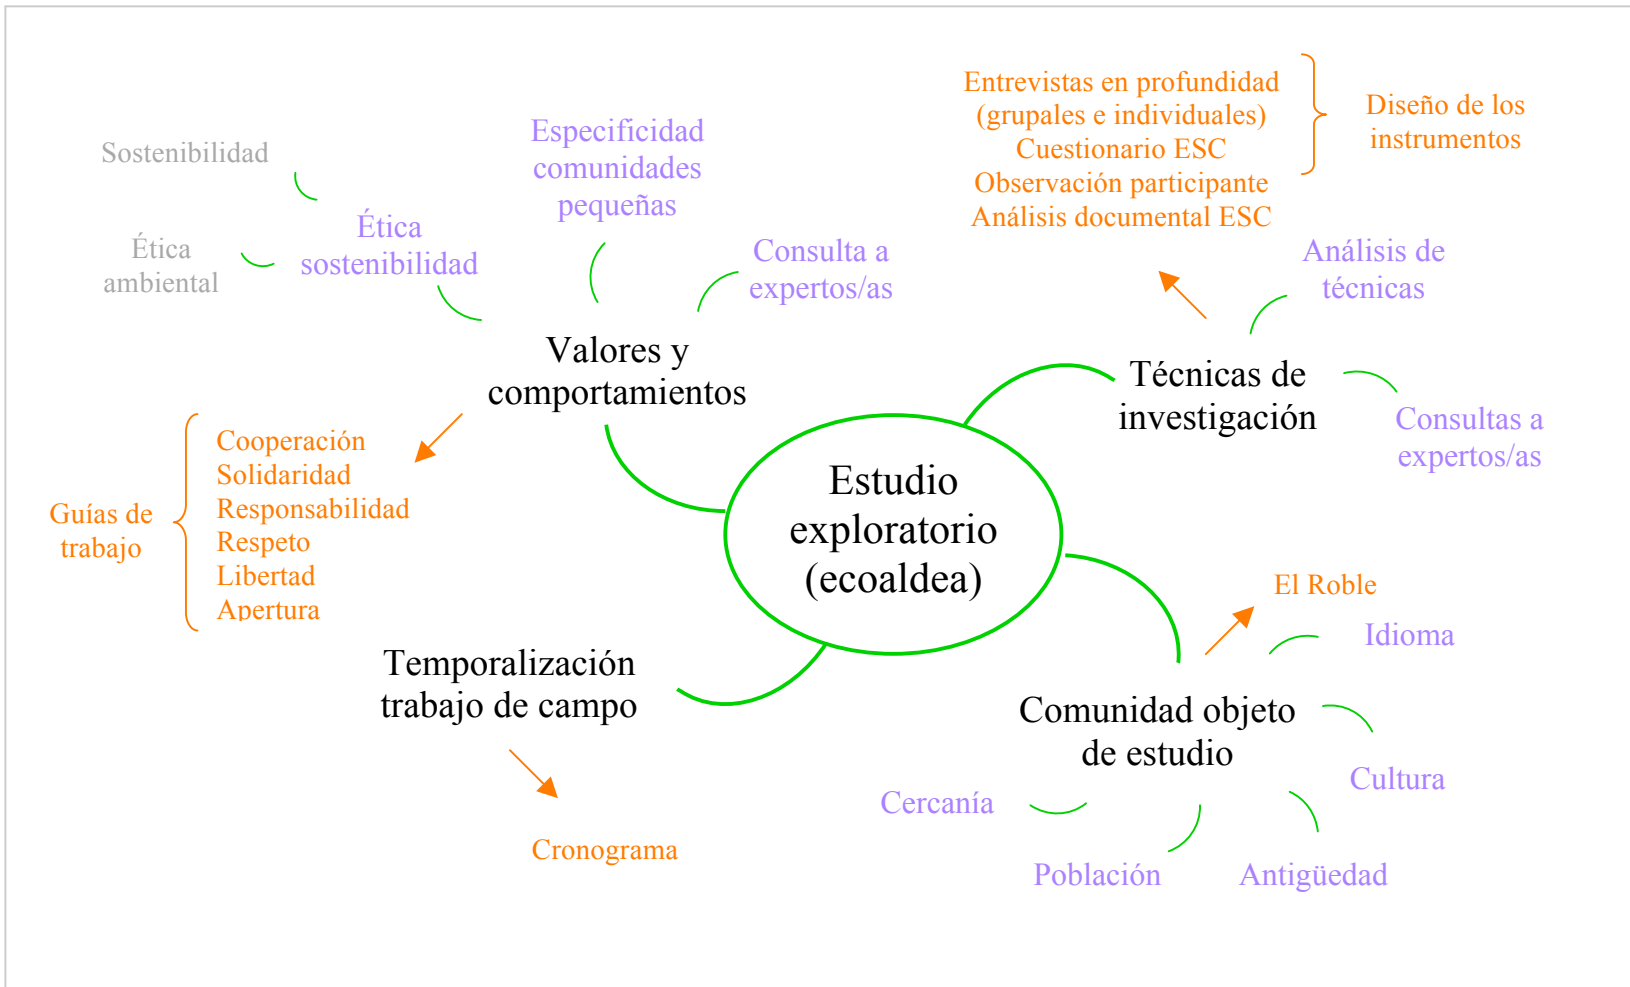 Entrevistas en profundidad
(grupales e individuales)
Cuestionario ESC
Observación participante
Análisis documental ESC
Diseño de los
instrumentos
Especificidad
comunidades
pequeñas
Sostenibilidad
Ética
sostenibilidad
Ética
ambiental
Consulta a
expertos/as
Análisis de
técnicas
Valores y
comportamientos
Técnicas de
investigación
Consultas a
expertos/as
Guías de
trabajo
Cooperación
Solidaridad
Responsabilidad
Respeto
Libertad
Apertura
Estudio
exploratorio
(ecoaldea)
El Roble
Idioma
Temporalización
trabajo de campo
Comunidad objeto
de estudio
Cultura
Cercanía
Cronograma
Población
Antigüedad